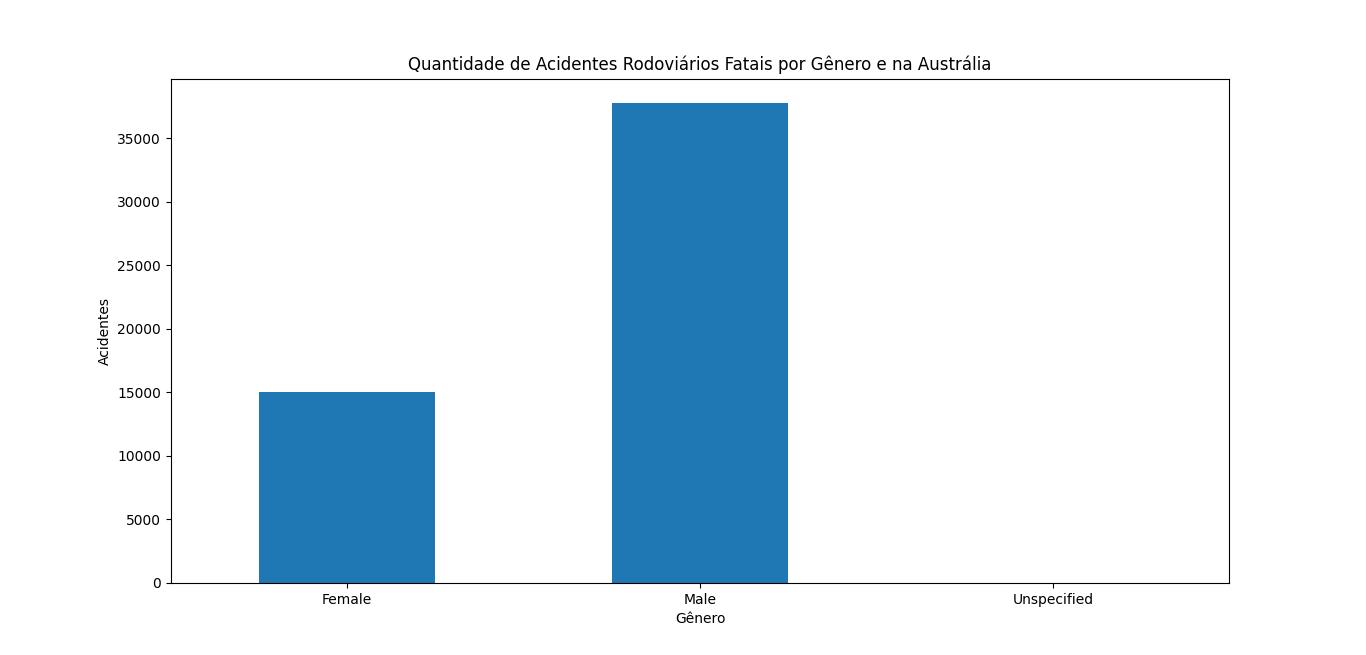 Quantidade de Acidentes Rodoviários Fatais por Gênero e na Austrália
35000
30000
25000
20000
15000
10000
5000
0
Acidentes
Female
Male
Unspecified
Gênero